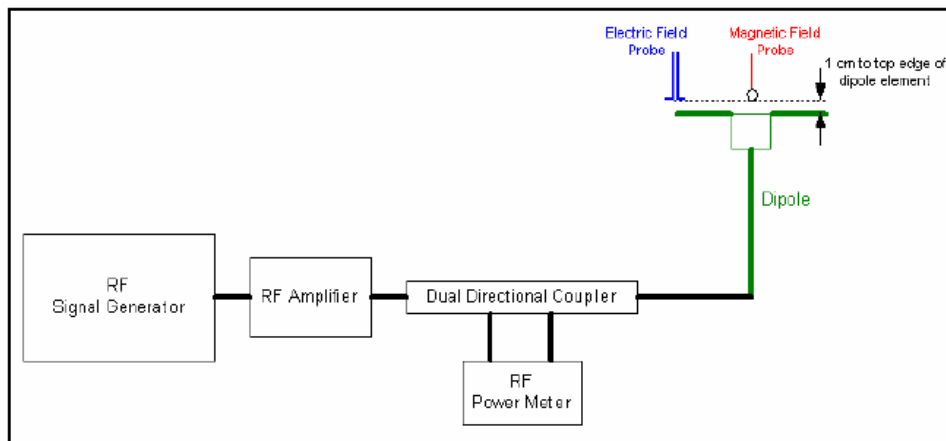 Electric Field
Probe
Magnetic Field
Probe
1 cm to top edge of
dipole element
Dipole
RF
Signal Generator
RF Amplifier
Dual Directional Coupler
RF
Power Meter